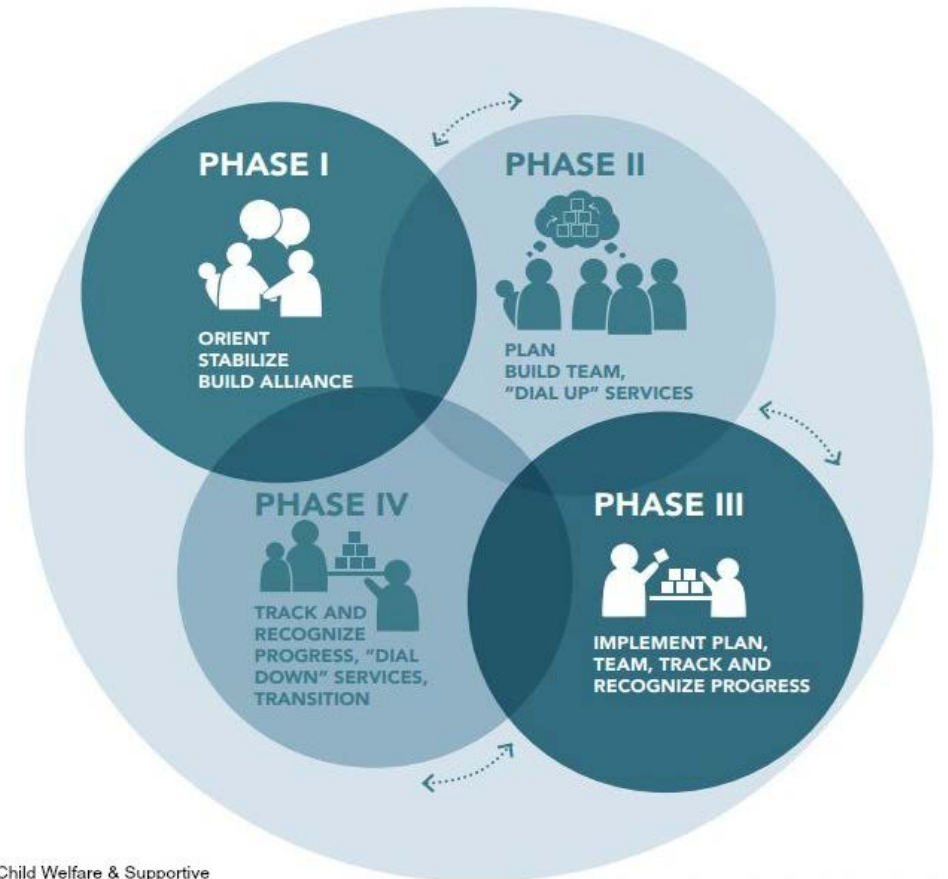 PHASE I
ORIENT
STABILIZE
BUILD ALLIANCE
PHASE II
PLAN
BUILD TEAM,
“DIAL UP” SERVICES
PHASE III
IMPLEMENT PLAN,
TEAM, TRACK AND
RECOGNIZE PROGRESS
PHASE IV
TRACK AND
RECOGNIZE
PROGRESS, “DIAL
DOWN” SERVICES,
TRANSITION
Child Welfare & Supportive